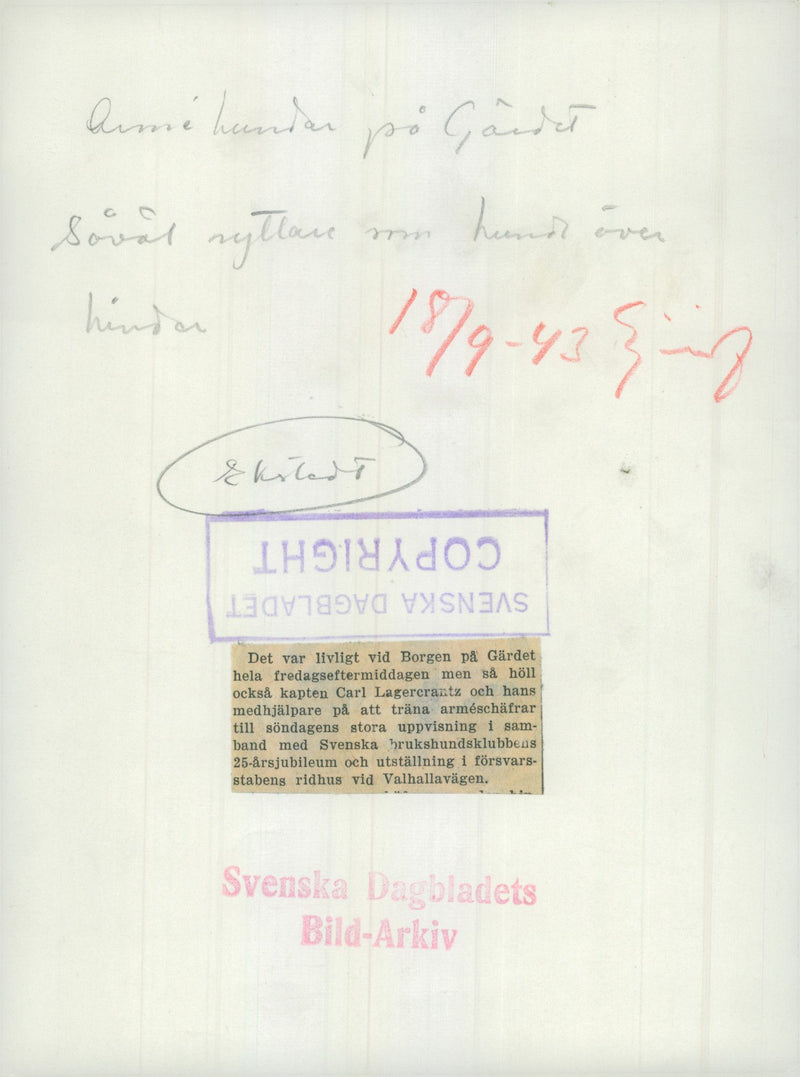 Armé hundar på Gärdet
Såväl ryttare som hund över
hinder
18/9-43
Ekstedt
COPYRIGHT
SVENSKA DAGBLADET
Det var livligt vid Borgen på Gärdet
hela fredagseftermiddagen men så höll
också kapten Carl Lagercrantz och hans
medhjälpare på att träna arméschäfrar
till söndagens stora uppvisning i sam-
band med Svenska brukshundsklubbens
25-årsjubileum och utställning i försvars-
stabens ridhus vid Valhallavägen.
Svenska Dagbladets
Bild-Arkiv